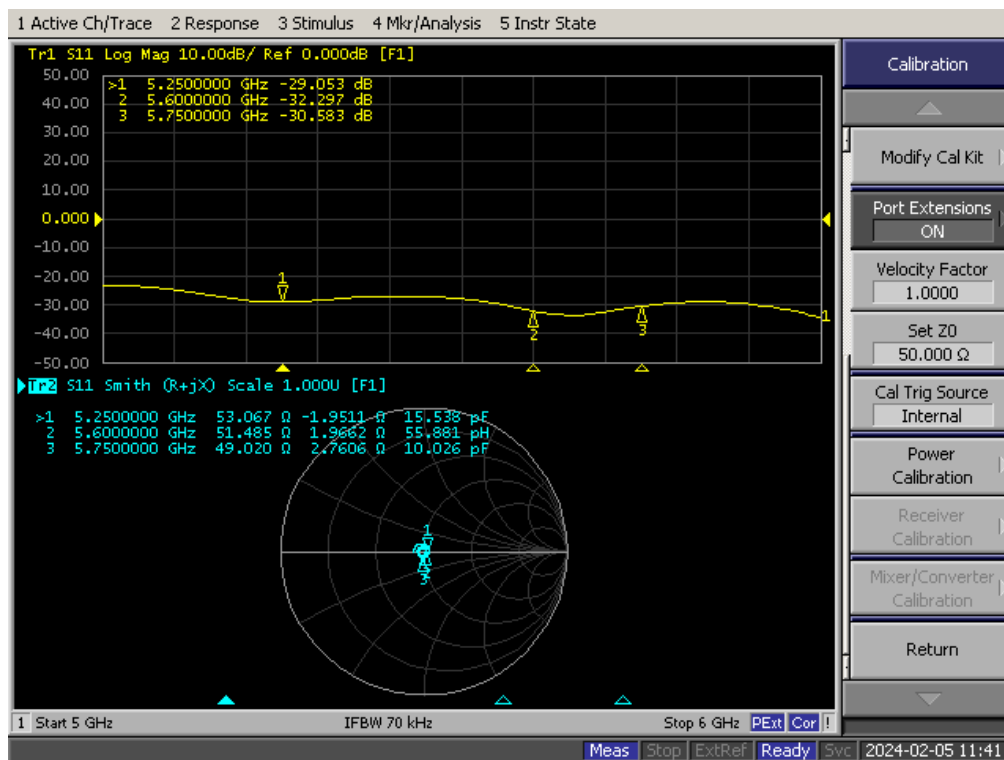 1 Active Ch/Trace 2 Response 3 Stimulus 4 Mkr/Analysis 5 Instr State
Tr1 S11 Log Mag 10.00dB/ Ref 0.000dB [F1]
50.00
40.00
30.00
20.00
10.00
0.000
-10.00
-20.00
-30.00
-40.00
-50.00
>1 5.2500000 GHz -29.053 dB
2 5.6000000 GHz -32.297 dB
3 5.7500000 GHz -30.583 dB
1
2
3
1
Tr2 S11 Smith (R+jX) Scale 1.000U [F1]
>1 5.2500000 GHz 53.067 Ω -1.9511 Ω 15.538 pF
2 5.6000000 GHz 51.485 Ω 1.9662 Ω 55.881 pH
3 5.7500000 GHz 49.020 Ω 2.7606 Ω 10.026 pF
1
3
1 Start 5 GHz IFBW 70 kHz Stop 6 GHz PExt Cor !
Meas Stop ExtRef Ready Svc 2024-02-05 11:41
Calibration
Modify Cal Kit
Port Extensions
ON
Velocity Factor
1.0000
Set Z0
50.000 Ω
Cal Trig Source
Internal
Power
Calibration
Receiver
Calibration
Mixer/Converter
Calibration
Return